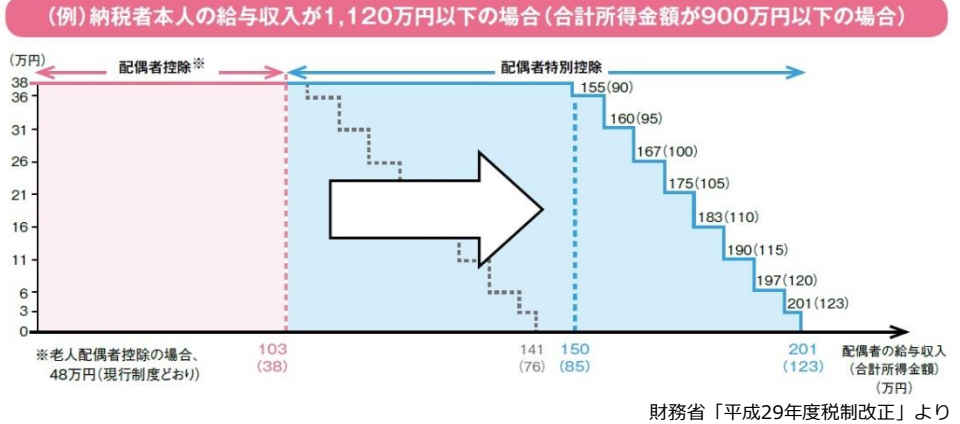 (例)納税者本人の給与収入が1,120万円以下の場合(合計所得金額が900万円以下の場合)
(万円)
配偶者控除※
配偶者特別控除
38
36
31
26
21
16
11
6
3
0
155(90)
160(95)
167(100)
175(105)
183(110)
190(115)
197(120)
201(123)
103
(38)
141
(76)
150
(85)
201
(123)
配偶者の給与収入
(合計所得金額)
(万円)
※老人配偶者控除の場合、
48万円(現行制度どおり)
財務省「平成29年度税制改正」より